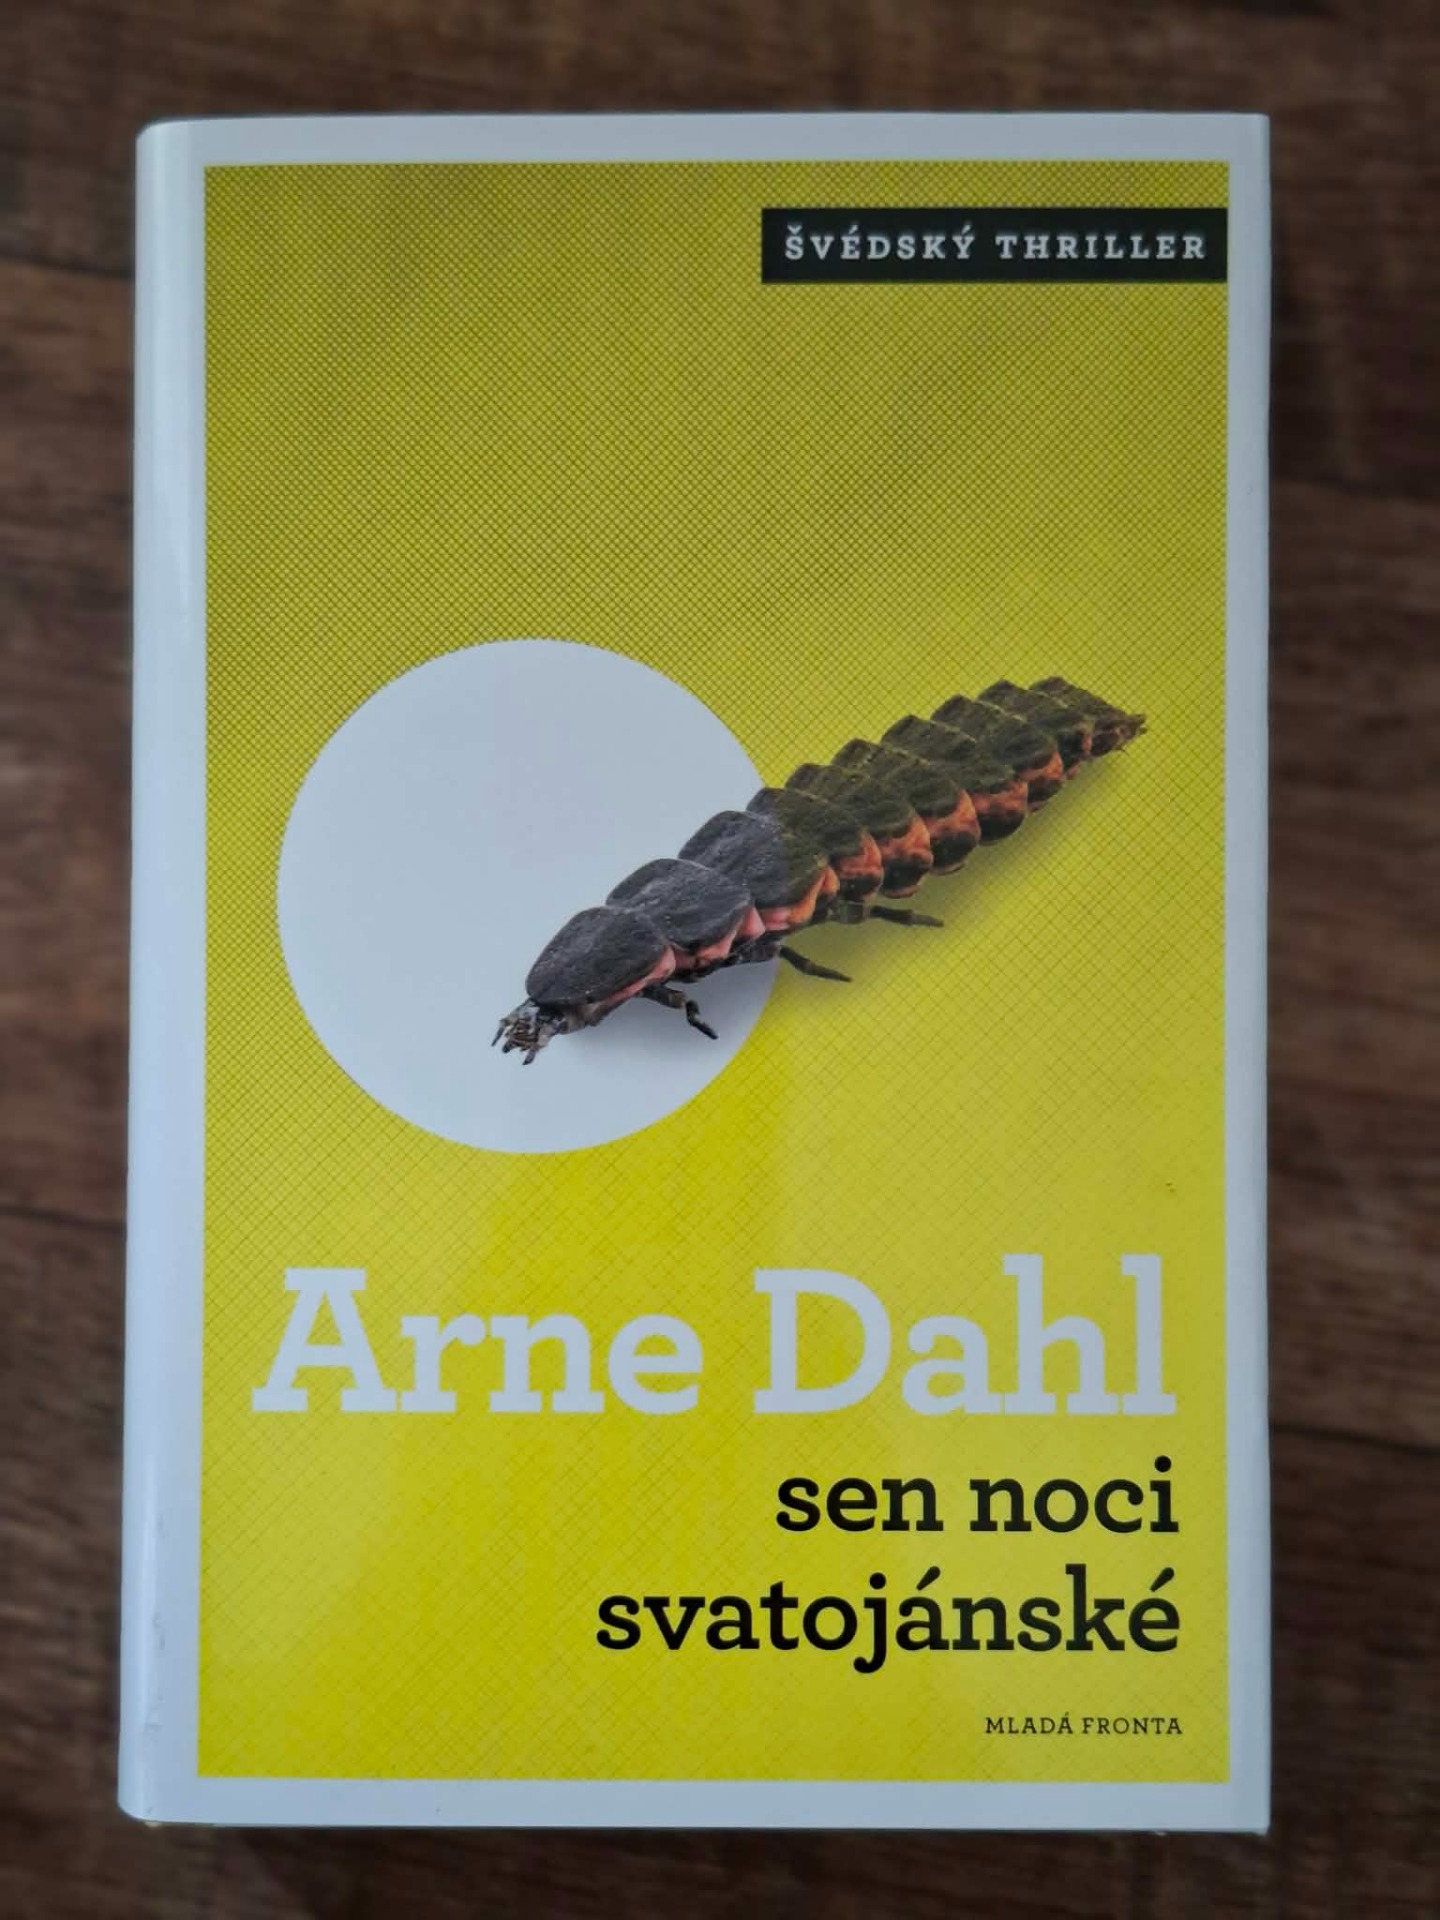 ŠVÉDSKÝ THRILLER
Arne Dahl
sen noci
svatojánské
MLADÁ FRONTA